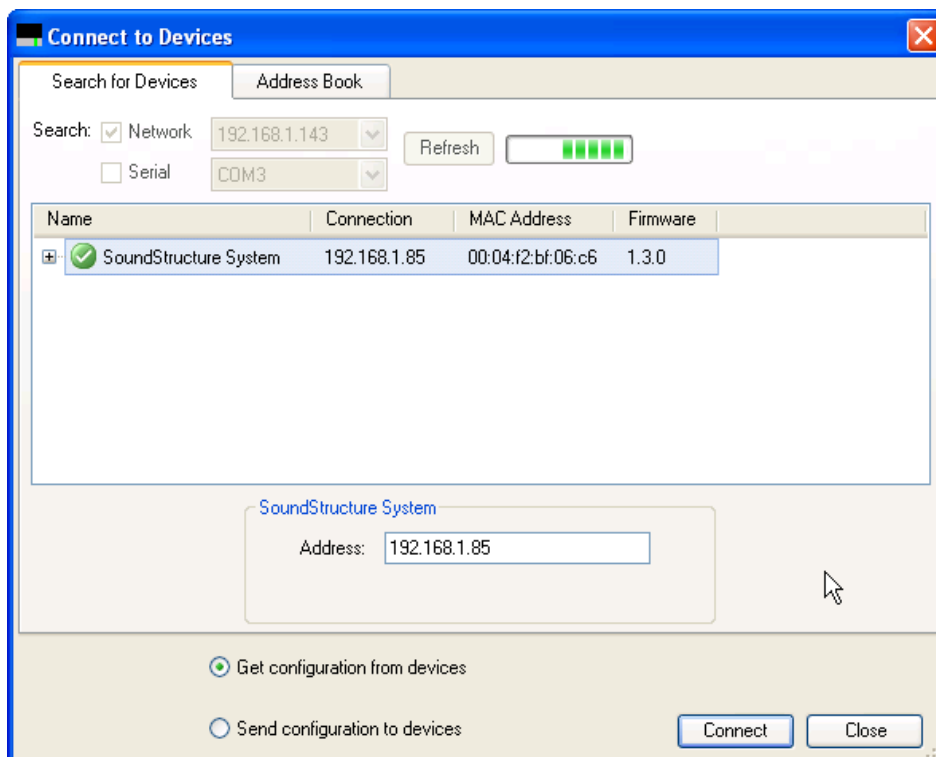 Connect to Devices
Search for Devices Address Book
Search: Network 192.168.1.143 Refresh
Serial COM3
Name Connection MAC Address Firmware
SoundStructure System 192.168.1.85 00:04:f2:bf:06:c6 1.3.0
SoundStructure System
Address: 192.168.1.85
Get configuration from devices
Send configuration to devices Connect Close